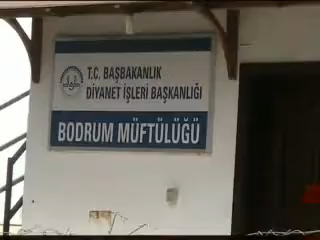 T.C. BAŞBAKANLIK
DİYANET İŞLERİ BAŞKANLIĞI
BODRUM MÜFTÜLÜĞÜ